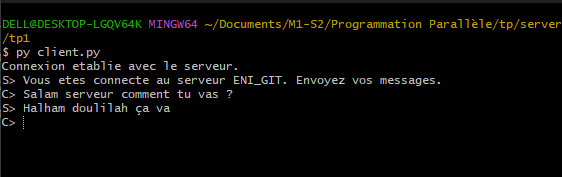 DELL@DESKTOP-LGQV64K MINGW64 ~/Documents/M1-S2/Programmation Parallèle/tp/server
/tp1
$ py client.py
Connexion etablie avec le serveur.
S> Vous etes connecte au serveur ENI_GIT. Envoyez vos messages.
C> Salam serveur comment tu vas ?
S> Halham doulilah ça va
C>